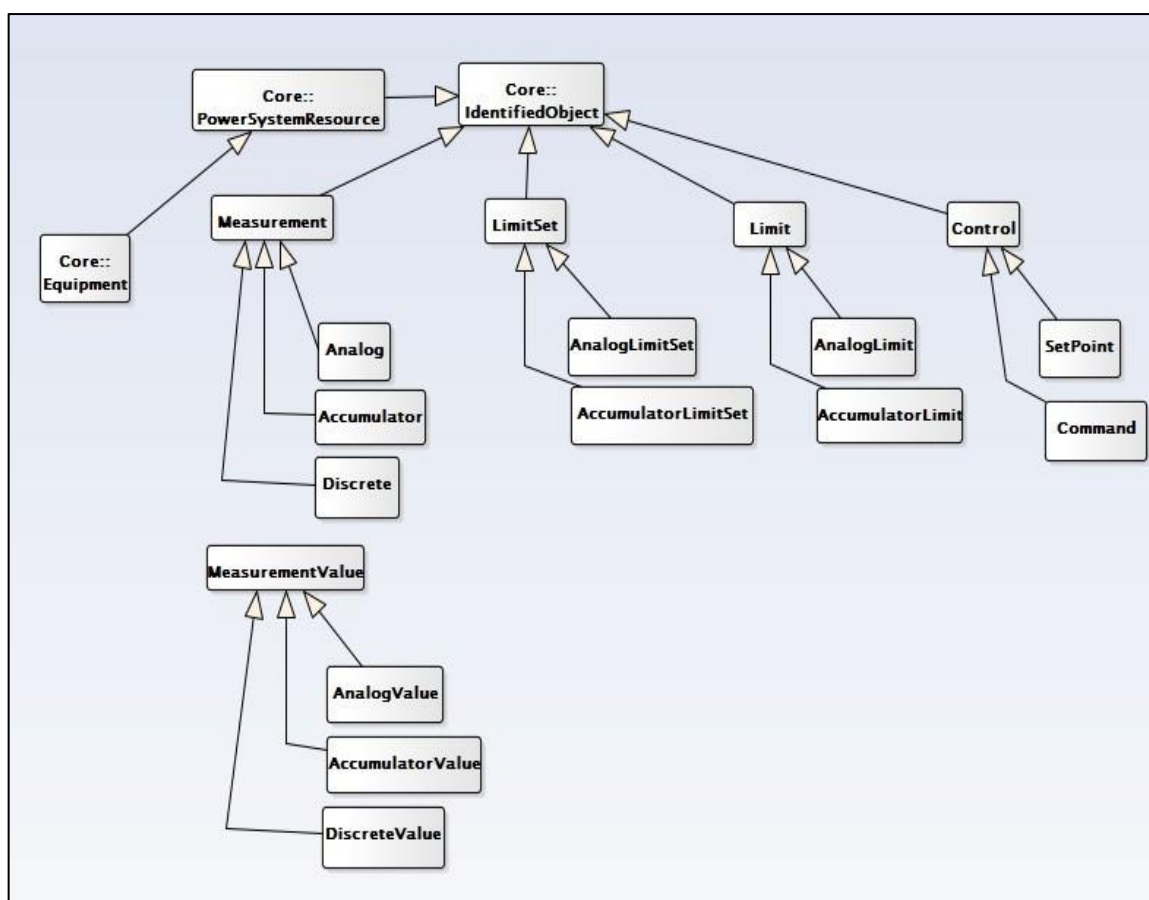 Core::
PowerSystemResource
Core::
IdentifiedObject
Measurement
LimitSet
Limit
Control
Core::
Equipment
Analog
AnalogLimitSet
AnalogLimit
SetPoint
Accumulator
AccumulatorLimitSet
AccumulatorLimit
Command
Discrete
MeasurementValue
AnalogValue
AccumulatorValue
DiscreteValue